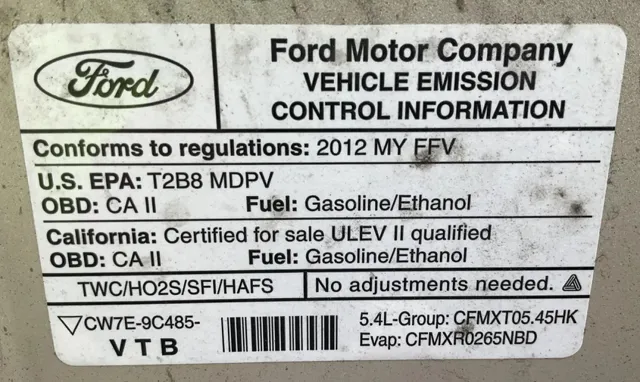 Ford
Ford Motor Company
VEHICLE EMISSION
CONTROL INFORMATION
Conforms to regulations: 2012 MY FFV
U.S. EPA: T2B8 MDPV
OBD: CA II Fuel: Gasoline/Ethanol
California: Certified for sale ULEV II qualified
OBD: CA II Fuel: Gasoline/Ethanol
TWC/HO2S/SFI/HAFS No adjustments needed.
CW7E-9C485- 5.4L-Group: CFMXT05.45HK
VTB Evap: CFMXR0265NBD